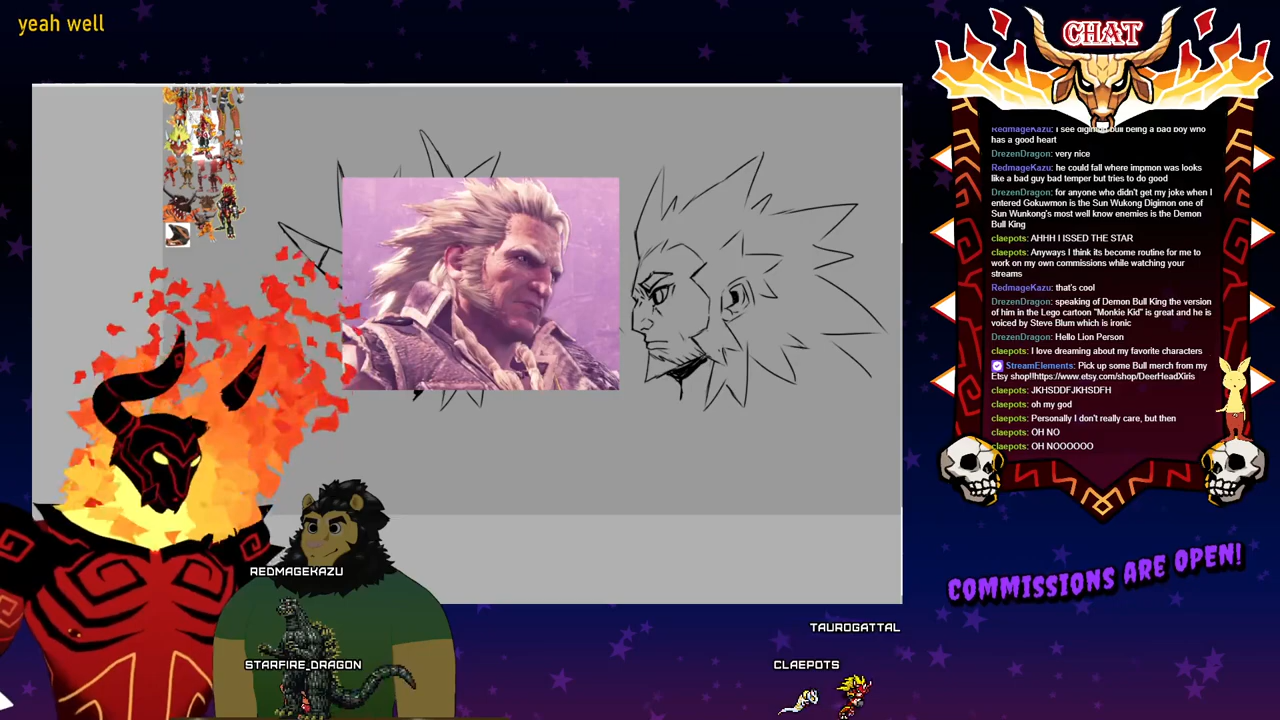 yeah well
CHAT
RedmageKazu: I see digimon bull being a bad boy who
has a good heart
DrezenDragon: very nice
RedmageKazu: he could fall where impmon was looks
like a bad guy bad temper but tries to do good
DrezenDragon: for anyone who didn't get my joke when I
entered Gokuwmon is the Sun Wukong Digimon one of
Sun Wunkong's most well know enemies is the Demon
Bull King
claepots: AHHH I ISSED THE STAR
claepots: Anyways I think its become routine for me to
work on my own commissions while watching your
streams
RedmageKazu: that's cool
DrezenDragon: speaking of Demon Bull King the version
of him in the Lego cartoon "Monkie Kid" is great and he is
voiced by Steve Blum which is ironic
DrezenDragon: Hello Lion Person
claepots: I love dreaming about my favorite characters
StreamElements: Pick up some Bull merch from my
Etsy shop!!https://www.etsy.com/shop/DeerHeadXiris
claepots: JKHSDDFJKHSDFH
claepots: oh my god
claepots: Personally I don't really care, but then
claepots: OH NO
claepots: OH NOOOOOO
COMMISSIONS ARE OPEN!
REDMAGEKAZU
TAUROGATTAL
STARFIRE_DRAGON
CLAEPOTS